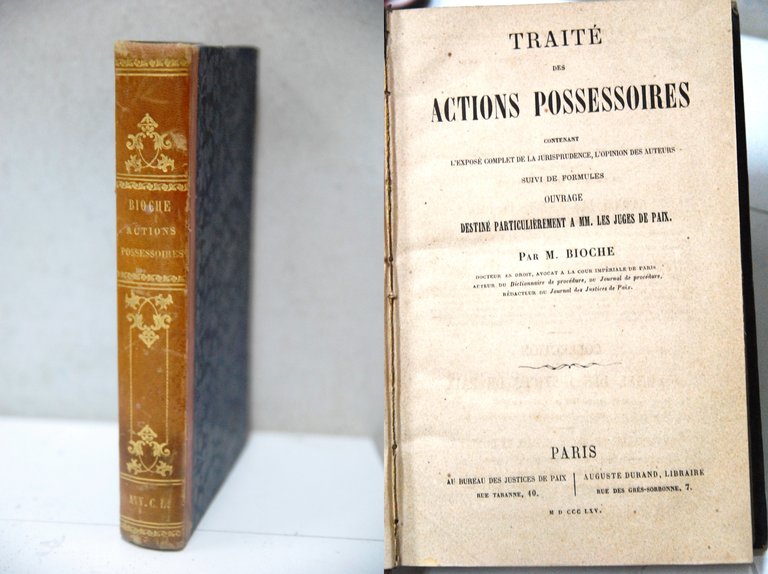 BIOCHE
ACTIONS
POSSESSOIRES
TRAITÉ
DES
ACTIONS POSSESSOIRES
CONTENANT
L'EXPOSÉ COMPLET DE LA JURISPRUDENCE, L'OPINION DES AUTEURS
SUIVI DE FORMULES
OUVRAGE
DESTINÉ PARTICULIÈREMENT A MM. LES JUGES DE PAIX.
PAR M. BIOCHE
DOCTEUR EN DROIT, AVOCAT A LA COUR IMPÉRIALE DE PARIS
AUTEUR DU Dictionnaire de procédure, DU Journal de procédure,
RÉDACTEUR DU Journal des Justices de Paix.
PARIS
AU BUREAU DES JUSTICES DE PAIX
RUE TARANNE, 10.
AUGUSTE DURAND, LIBRAIRE
RUE DES GRÉS-SORBONNE, 7.
M D CCC LXV.